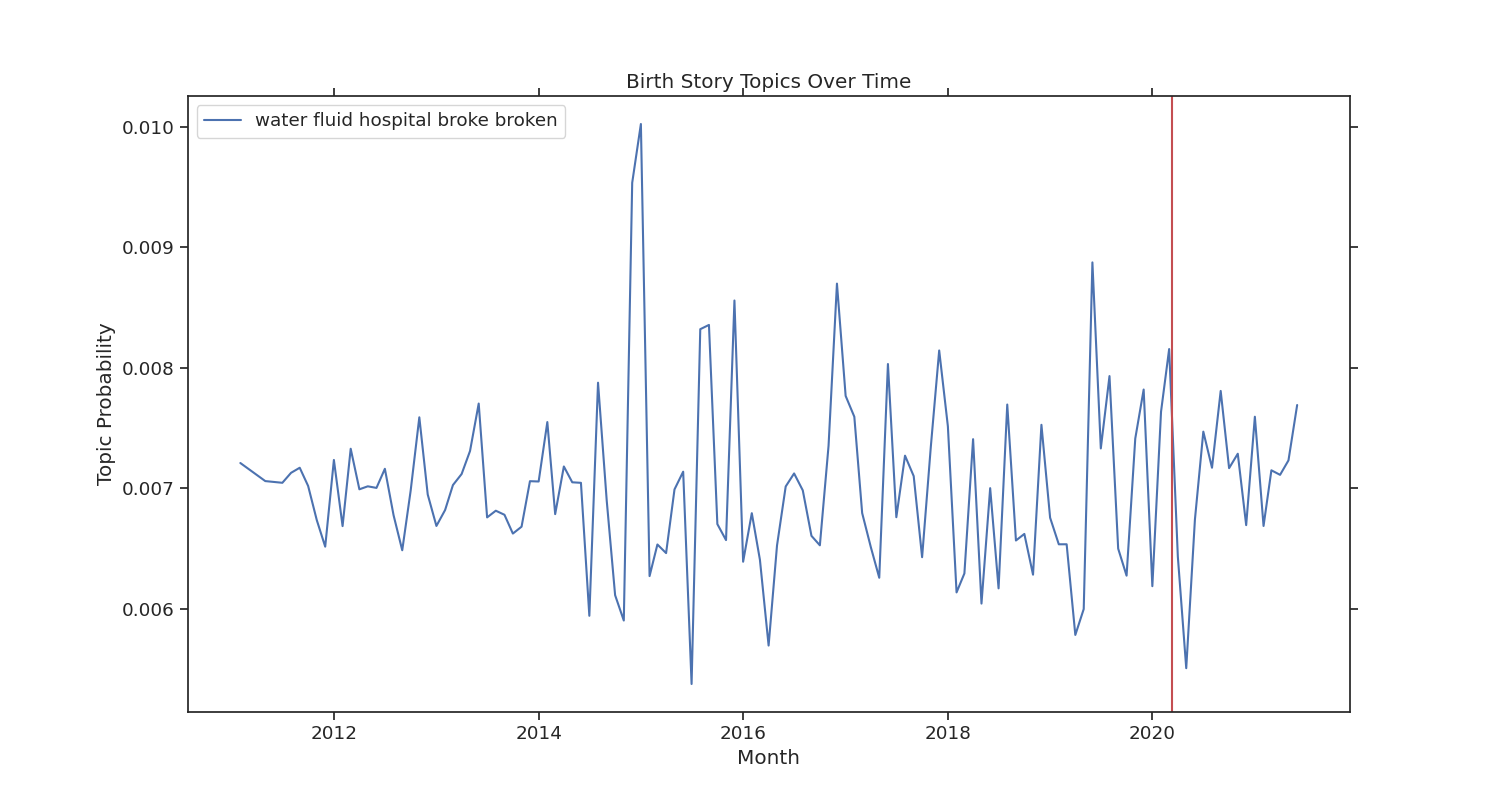 Birth Story Topics Over Time
water fluid hospital broke broken
Topic Probability
0.010
0.009
0.008
0.007
0.006
2012 2014 2016 2018 2020
Month